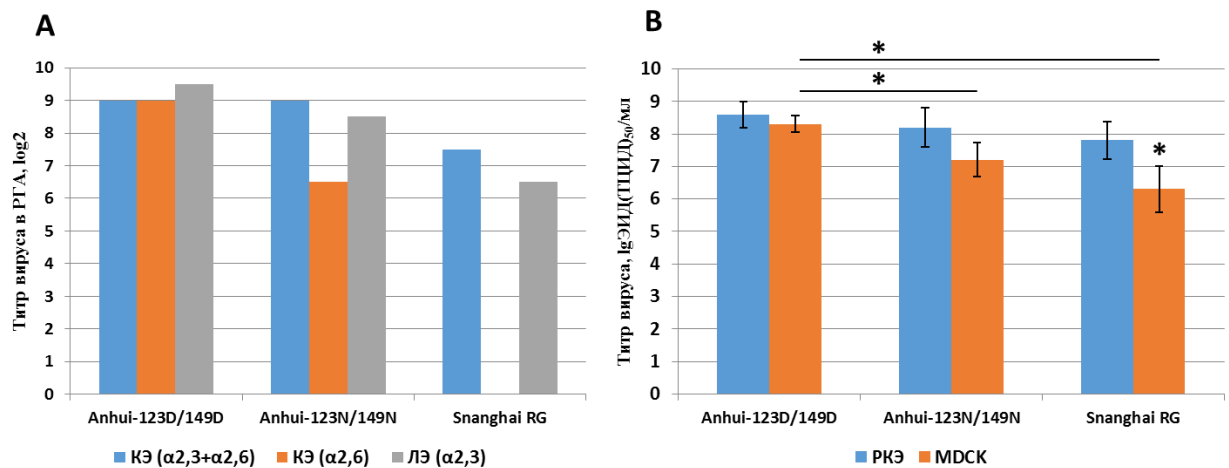 A
Титр вируса в РГА, log2
10
9
8
7
6
5
4
3
2
1
0
Anhui-123D/149D
Anhui-123N/149N
Snanghai RG
КЭ (α2,3+α2,6)
КЭ (α2,6)
ЛЭ (α2,3)
B
*
*
*
Титр вируса, lgЭИД(ТЦИД)50/мл
10
9
8
7
6
5
4
3
2
1
0
Anhui-123D/149D
Anhui-123N/149N
Snanghai RG
РКЭ
MDCK